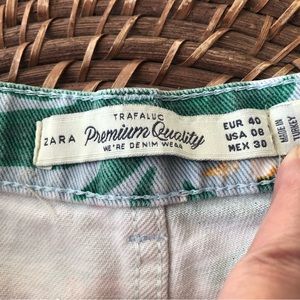 TRAFALUC
ZARA
Premium Quality
WE'RE DENIM WEAR
EUR 40
USA 08
MEX 30
MADE IN
TURKEY